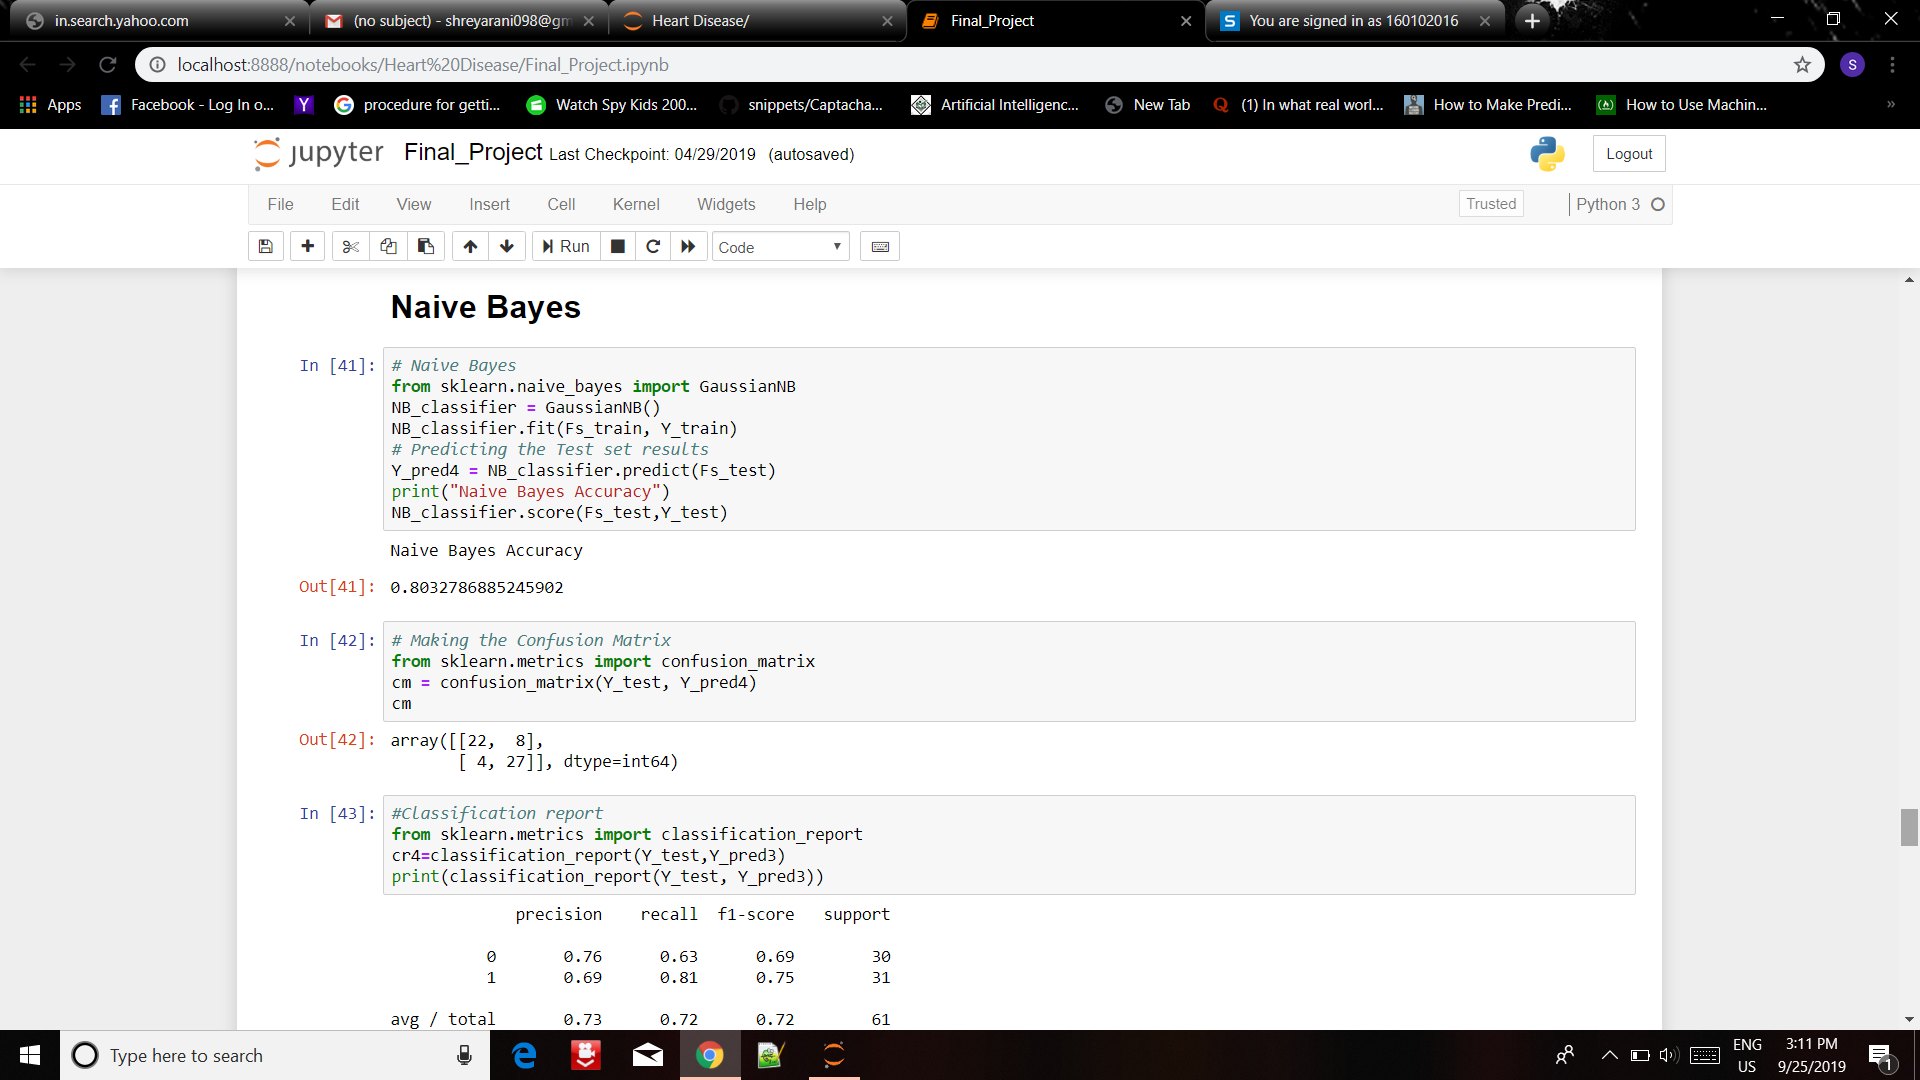 in.search.yahoo.com
(no subject) - shreyarani098@gm
Heart Disease/
Final_Project
You are signed in as 160102016
localhost:8888/notebooks/Heart%20Disease/Final_Project.ipynb
S
Apps
Facebook - Log In o...
procedure for getti...
Watch Spy Kids 200...
snippets/Captacha...
Artificial Intelligenc...
New Tab
(1) In what real worl...
How to Make Predi...
How to Use Machin...
»
jupyter Final_Project Last Checkpoint: 04/29/2019 (autosaved)
Logout
File Edit View Insert Cell Kernel Widgets Help
Trusted
Python 3
Run
Code
Naive Bayes
In [41]: # Naive Bayes
from sklearn.naive_bayes import GaussianNB
NB_classifier = GaussianNB()
NB_classifier.fit(Fs_train, Y_train)
# Predicting the Test set results
Y_pred4 = NB_classifier.predict(Fs_test)
print("Naive Bayes Accuracy")
NB_classifier.score(Fs_test,Y_test)
Naive Bayes Accuracy
Out[41]: 0.8032786885245902
In [42]: # Making the Confusion Matrix
from sklearn.metrics import confusion_matrix
cm = confusion_matrix(Y_test, Y_pred4)
cm
Out[42]: array([[22,  8],
[ 4, 27]], dtype=int64)
In [43]: #Classification report
from sklearn.metrics import classification_report
cr4=classification_report(Y_test,Y_pred3)
print(classification_report(Y_test, Y_pred3))
precision recall f1-score support
0 0.76 0.63 0.69 30
1 0.69 0.81 0.75 31
avg / total 0.73 0.72 0.72 61
Type here to search
ENG
US
3:11 PM
9/25/2019
1